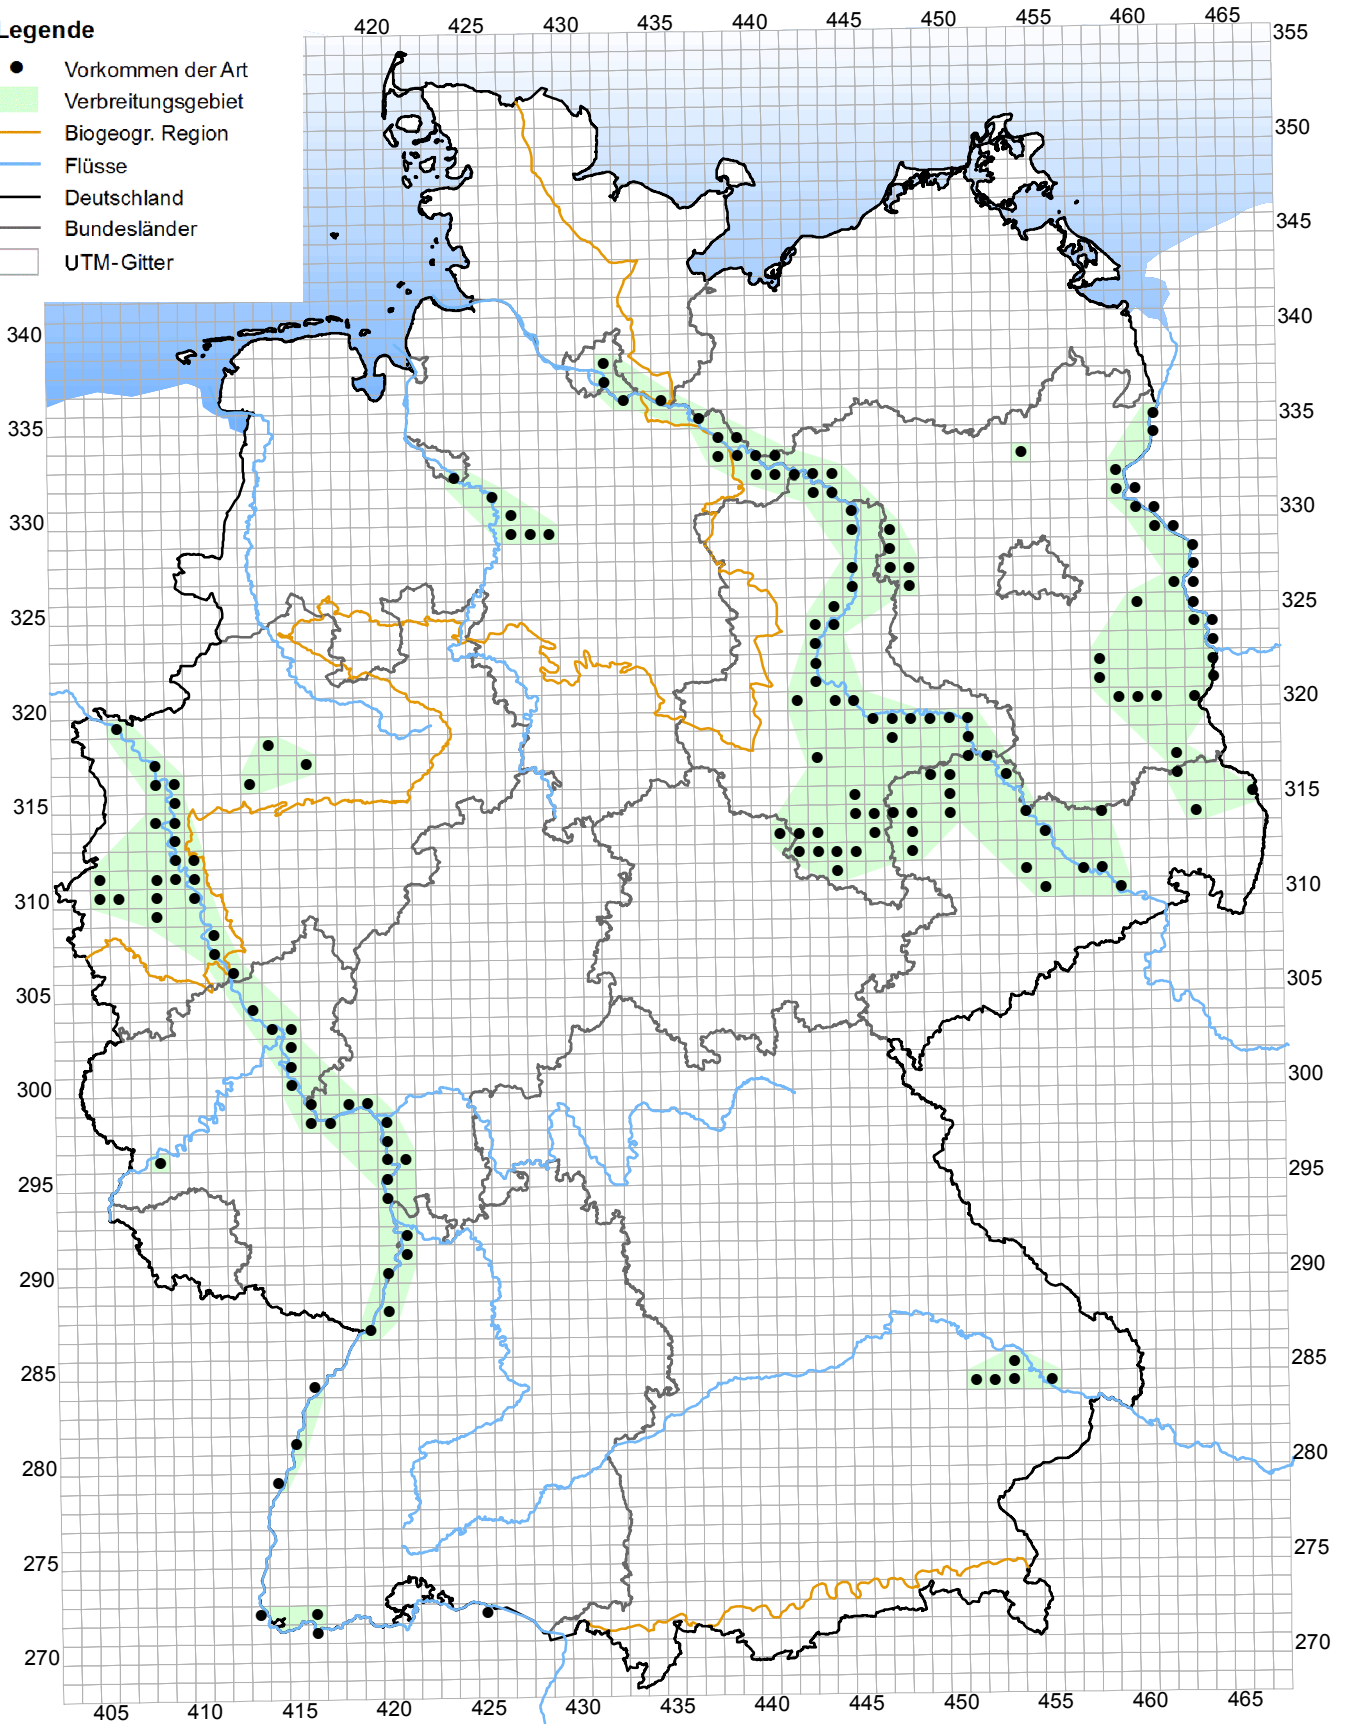 Legende
Vorkommen der Art
Verbreitungsgebiet
Biogeogr. Region
Flüsse
Deutschland
Bundesländer
UTM-Gitter
420 425 430 435 440 445 450 455 460 465
355
350
345
340 340
335 335
330 330
325 325
320 320
315 315
310 310
305 305
300 300
295 295
290 290
285 285
280 280
275 275
270 270
405 410 415 420 425 430 435 440 445 450 455 460 465